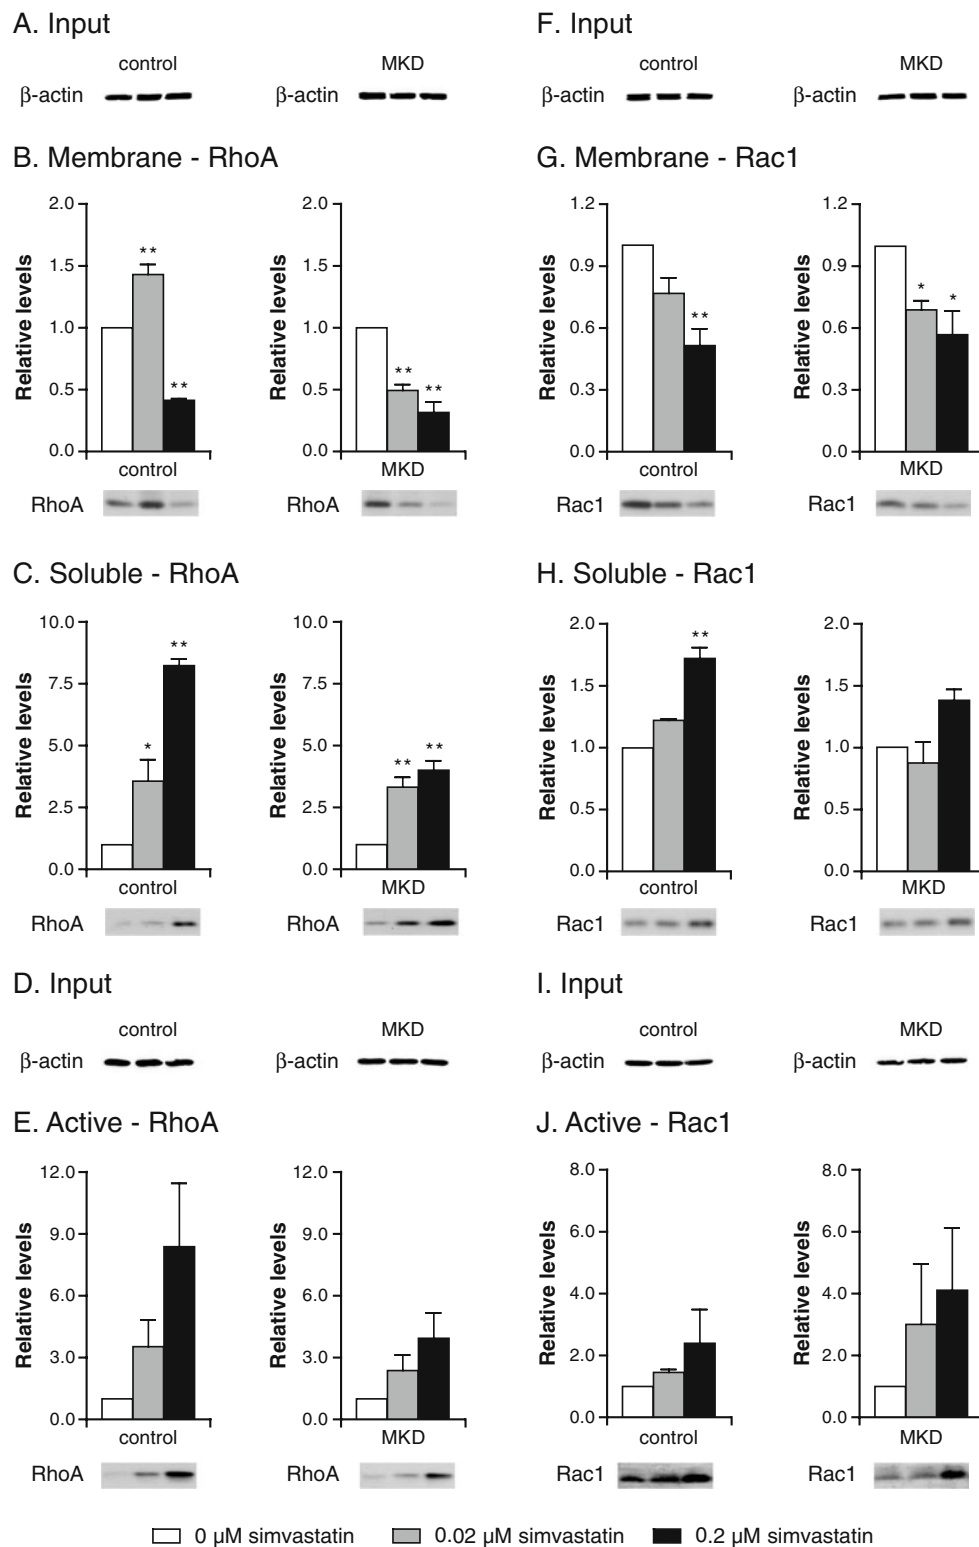 A. Input
control
MKD
β-actin
β-actin
B. Membrane - RhoA
Relative levels
2.0
1.5
1.0
0.5
0.0
**
**
control
RhoA
Relative levels
2.0
1.5
1.0
0.5
0.0
**
**
MKD
RhoA
C. Soluble - RhoA
Relative levels
10.0
7.5
5.0
2.5
0.0
*
**
control
RhoA
Relative levels
10.0
7.5
5.0
2.5
0.0
**
**
MKD
RhoA
D. Input
control
MKD
β-actin
β-actin
E. Active - RhoA
Relative levels
12.0
9.0
6.0
3.0
0.0
control
RhoA
Relative levels
12.0
9.0
6.0
3.0
0.0
MKD
RhoA
F. Input
control
MKD
β-actin
β-actin
G. Membrane - Rac1
Relative levels
1.2
0.9
0.6
0.3
0.0
**
control
Rac1
Relative levels
1.2
0.9
0.6
0.3
0.0
*
*
MKD
Rac1
H. Soluble - Rac1
Relative levels
2.0
1.5
1.0
0.5
0.0
**
control
Rac1
Relative levels
2.0
1.5
1.0
0.5
0.0
MKD
Rac1
I. Input
control
MKD
β-actin
β-actin
J. Active - Rac1
Relative levels
8.0
6.0
4.0
2.0
0.0
control
Rac1
Relative levels
8.0
6.0
4.0
2.0
0.0
MKD
Rac1
0 µM simvastatin
0.02 µM simvastatin
0.2 µM simvastatin